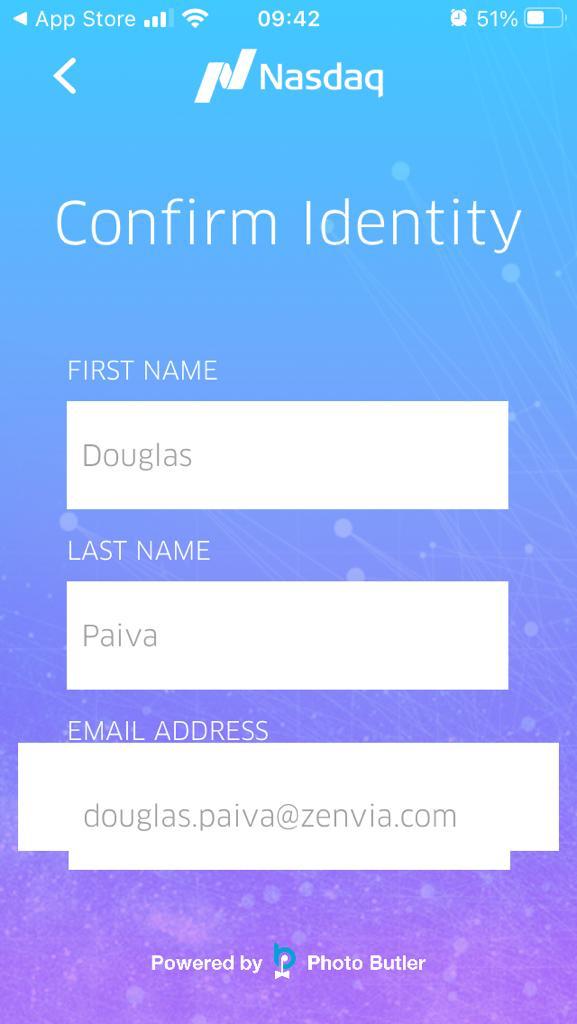 App Store 09:42 51%
Nasdaq
Confirm Identity
FIRST NAME
Douglas
LAST NAME
Paiva
EMAIL ADDRESS
douglas.paiva@zenvia.com
Powered by Photo Butler